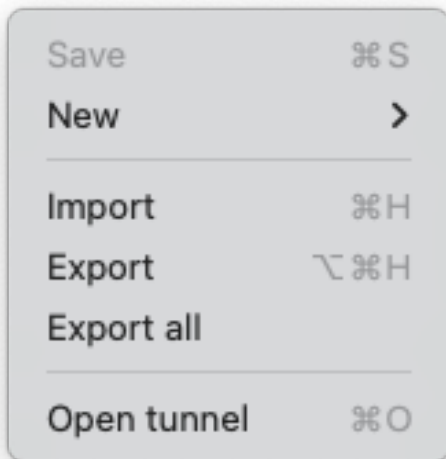 Save ⌘S
New >
Import ⌘H
Export ⌥⌘H
Export all
Open tunnel ⌘O